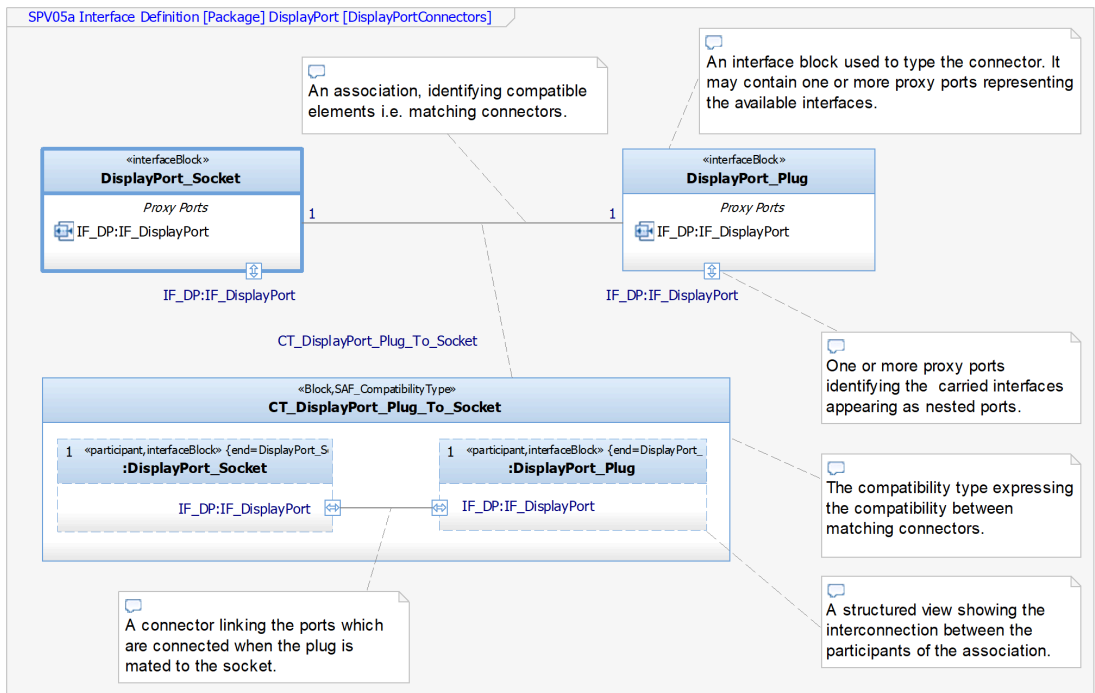 SPV05a Interface Definition [Package] DisplayPort [DisplayPortConnectors]
An association, identifying compatible
elements i.e. matching connectors.
An interface block used to type the connector. It
may contain one or more proxy ports representing
the available interfaces.
«interfaceBlock»
DisplayPort_Socket
Proxy Ports
IF_DP:IF_DisplayPort
1
1
«interfaceBlock»
DisplayPort_Plug
Proxy Ports
IF_DP:IF_DisplayPort
IF_DP:IF_DisplayPort
IF_DP:IF_DisplayPort
CT_DisplayPort_Plug_To_Socket
One or more proxy ports
identifying the carried interfaces
appearing as nested ports.
«Block,SAF_CompatibilityType»
CT_DisplayPort_Plug_To_Socket
1 «participant,interfaceBlock» {end=DisplayPort_S
:DisplayPort_Socket
IF_DP:IF_DisplayPort
1 «participant,interfaceBlock» {end=DisplayPort_
:DisplayPort_Plug
IF_DP:IF_DisplayPort
The compatibility type expressing
the compatibility between
matching connectors.
A connector linking the ports which
are connected when the plug is
mated to the socket.
A structured view showing the
interconnection between the
participants of the association.